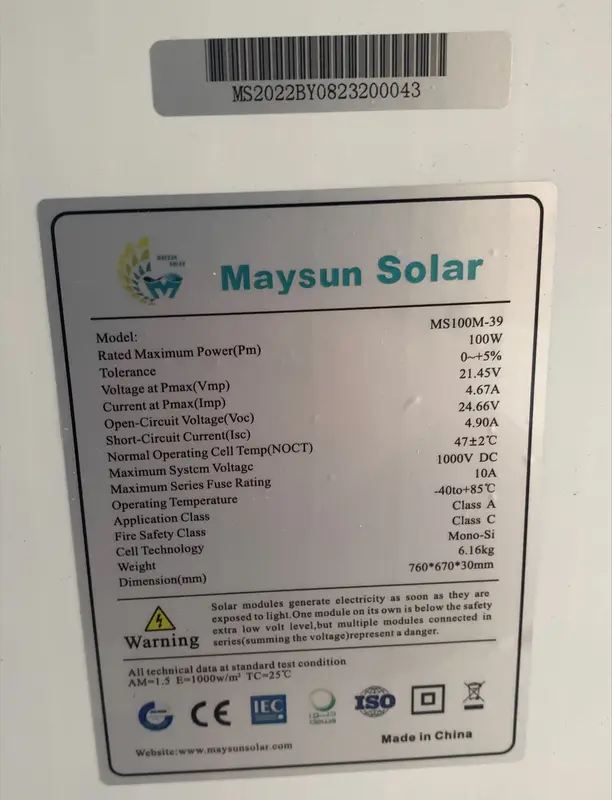 MS2022BY0823200043
Maysun Solar
Model: MS100M-39
Rated Maximum Power(Pm) 100W
Tolerance 0~+5%
Voltage at Pmax(Vmp) 21.45V
Current at Pmax(Imp) 4.67A
Open-Circuit Voltage(Voc) 24.66V
Short-Circuit Current(Isc) 4.90A
Normal Operating Cell Temp(NOCT) 47±2℃
Maximum System Voltage 1000V DC
Maximum Series Fuse Rating 10A
Operating Temperature -40to+85℃
Application Class Class A
Fire Safety Class Class C
Cell Technology Mono-Si
Weight 6.16kg
Dimension(mm) 760*670*30mm
Warning
Solar modules generate electricity as soon as they are
exposed to light.One module on its own is below the safety
extra low volt level,but multiple modules connected in
series(summing the voltage)represent a danger.
All technical data at standard test condition
AM=1.5 E=1000w/m² TC=25℃
CE IEC ISO
Website:www.maysunsolar.com
Made in China